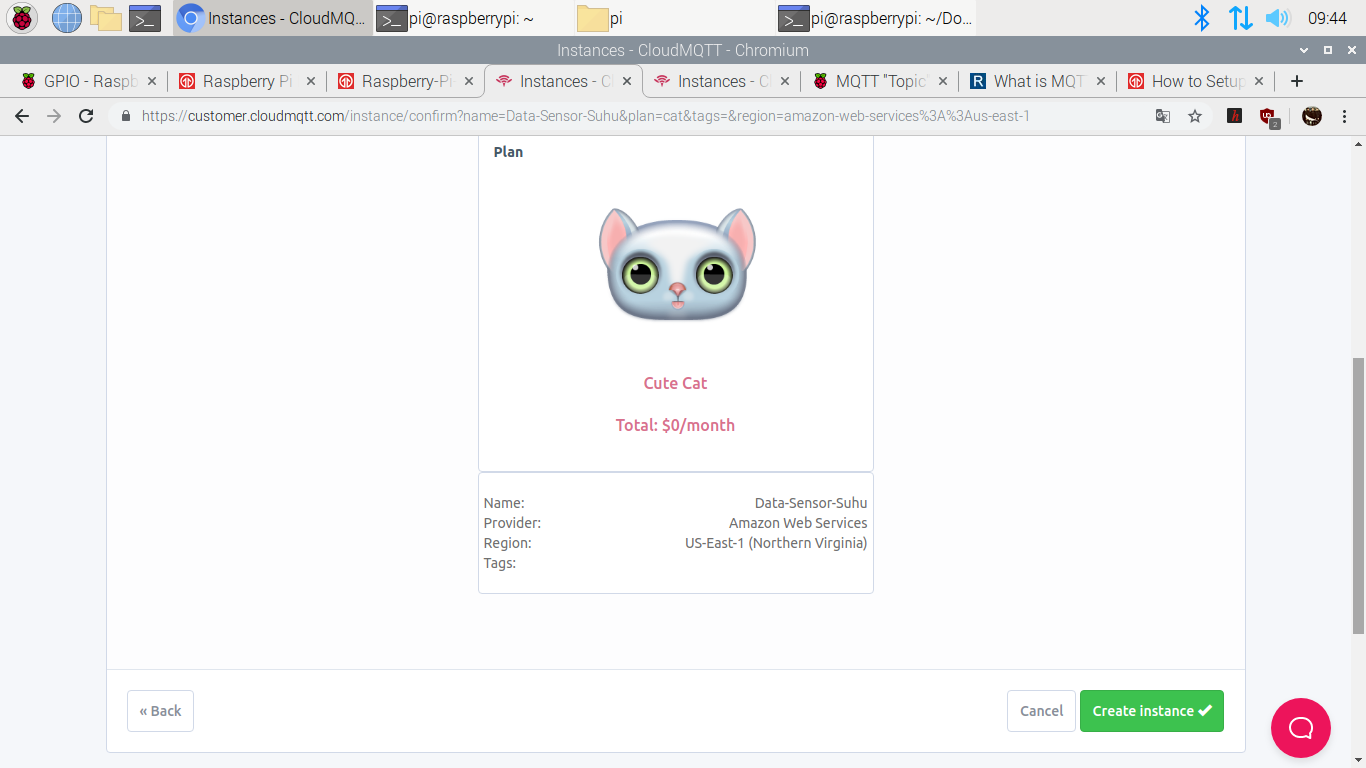 Instances - CloudMQ...
pi@raspberrypi: ~
pi
pi@raspberrypi: ~/Do...
09:44
Instances - CloudMQTT - Chromium
GPIO - Raspb
Raspberry Pi
Raspberry-Pi
Instances - C
Instances - C
MQTT "Topic"
What is MQT
How to Setup
https://customer.cloudmqtt.com/instance/confirm?name=Data-Sensor-Suhu&plan=cat&tags=&region=amazon-web-services%3A%3Aus-east-1
2
Plan
Cute Cat
Total: $0/month
Name: Data-Sensor-Suhu
Provider: Amazon Web Services
Region: US-East-1 (Northern Virginia)
Tags:
« Back
Cancel
Create instance